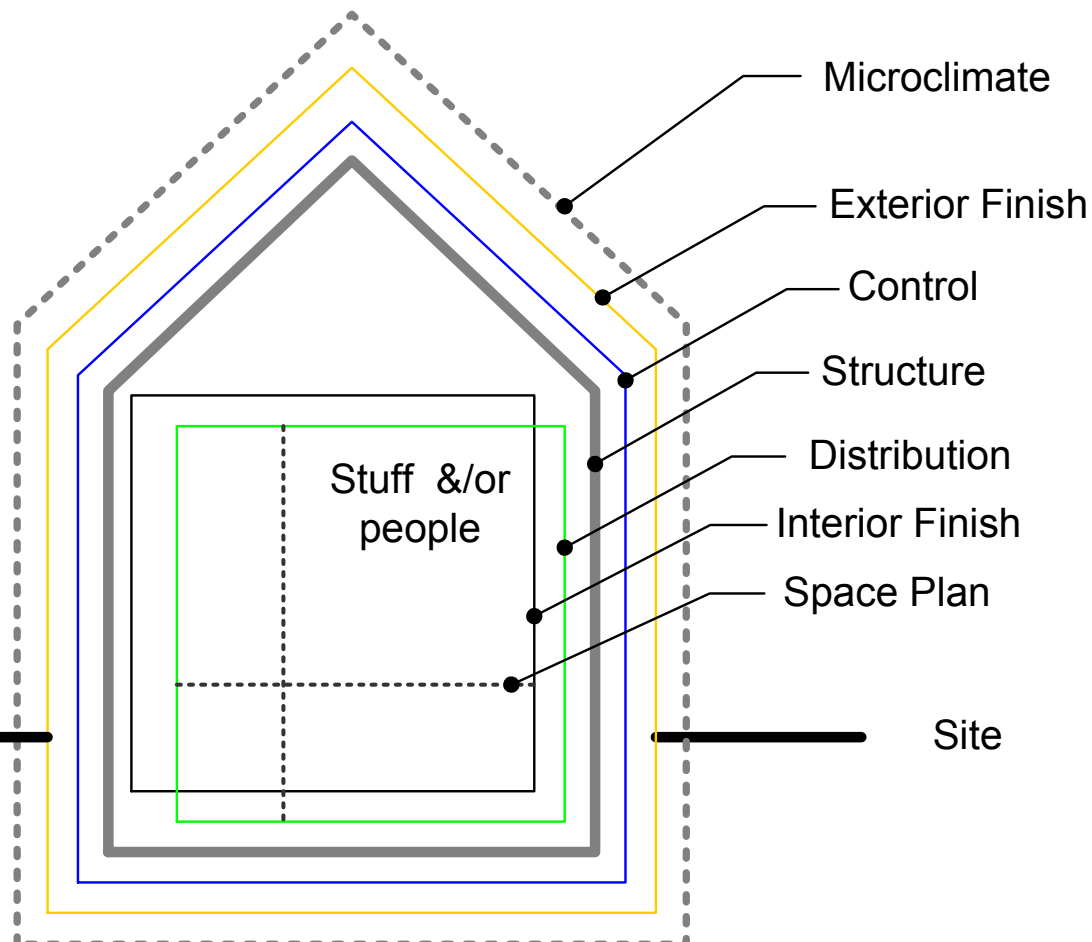 Microclimate
Exterior Finish
Control
Structure
Distribution
Stuff &/or
people
Interior Finish
Space Plan
Site